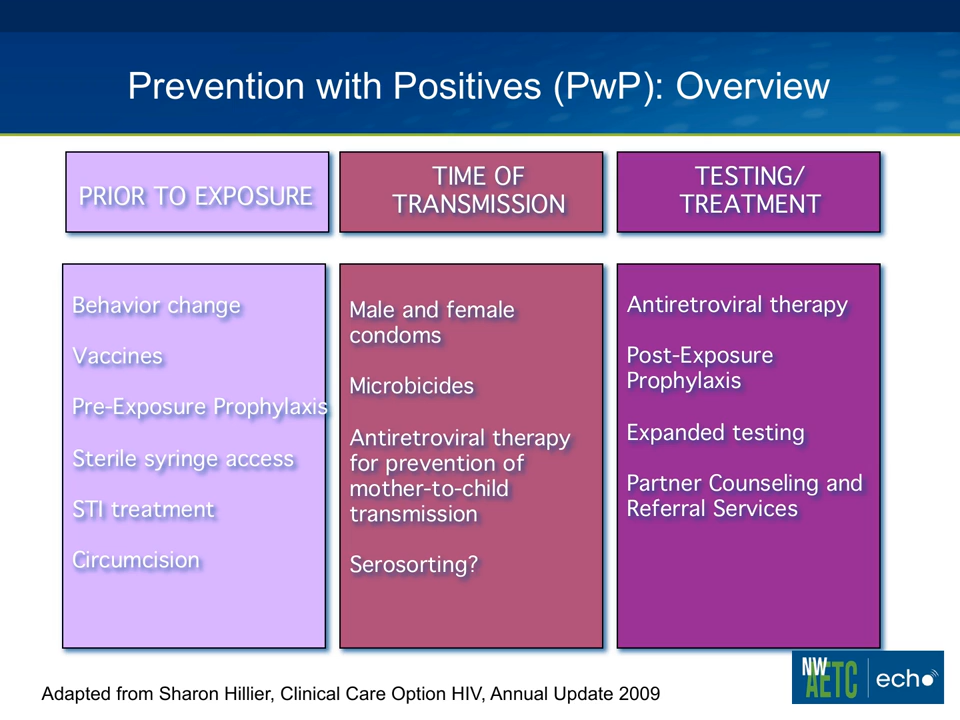 Prevention with Positives (PwP): Overview
PRIOR TO EXPOSURE
TIME OF
TRANSMISSION
TESTING/
TREATMENT
Behavior change
Vaccines
Pre-Exposure Prophylaxis
Sterile syringe access
STI treatment
Circumcision
Male and female
condoms
Microbicides
Antiretroviral therapy
for prevention of
mother-to-child
transmission
Serosorting?
Antiretroviral therapy
Post-Exposure
Prophylaxis
Expanded testing
Partner Counseling and
Referral Services
Adapted from Sharon Hillier, Clinical Care Option HIV, Annual Update 2009
NW
AETC
echo